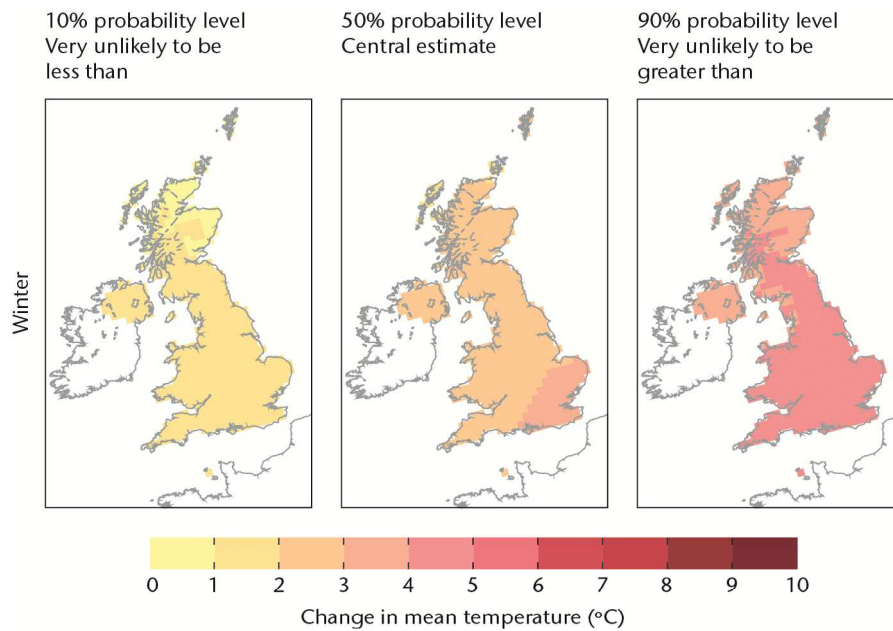 10% probability level
Very unlikely to be
less than
50% probability level
Central estimate
90% probability level
Very unlikely to be
greater than
Winter
0 1 2 3 4 5 6 7 8 9 10
Change in mean temperature (ºC)